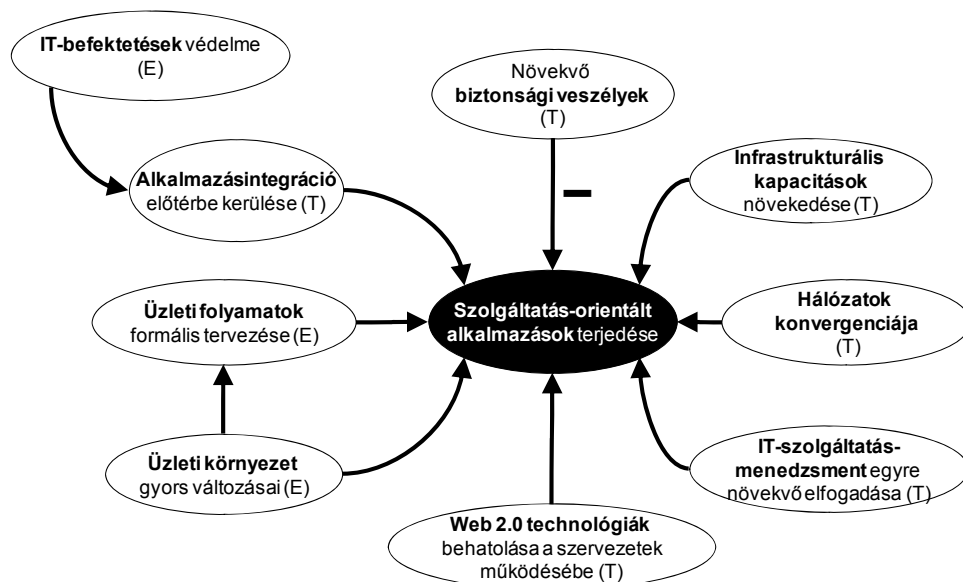 IT-befektetések védelme
(E)
Növekvő
biztonsági veszélyek
(T)
Alkalmazásintegráció
előtérbe kerülése (T)
Infrastrukturális
kapacitások
növekedése (T)
–
Üzleti folyamatok
formális tervezése (E)
Szolgáltatás-orientált
alkalmazások terjedése
Hálózatok
konvergenciája
(T)
Üzleti környezet
gyors változásai (E)
IT-szolgáltatás-
menedzsment egyre
növekvő elfogadása (T)
Web 2.0 technológiák
behatolása a szervezetek
működésébe (T)